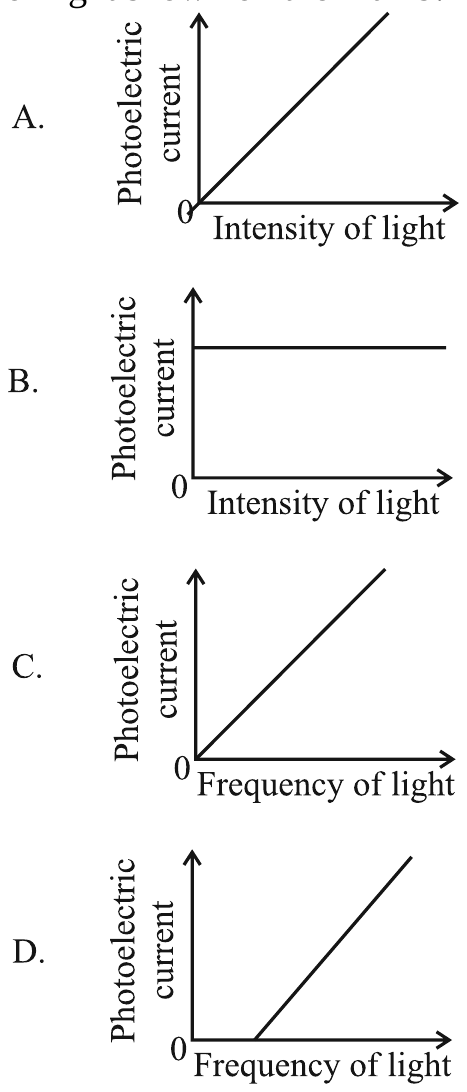 A.
Photoelectric
current
0
Intensity of light
B.
Photoelectric
current
0
Intensity of light
C.
Photoelectric
current
0
Frequency of light
D.
Photoelectric
current
0
Frequency of light